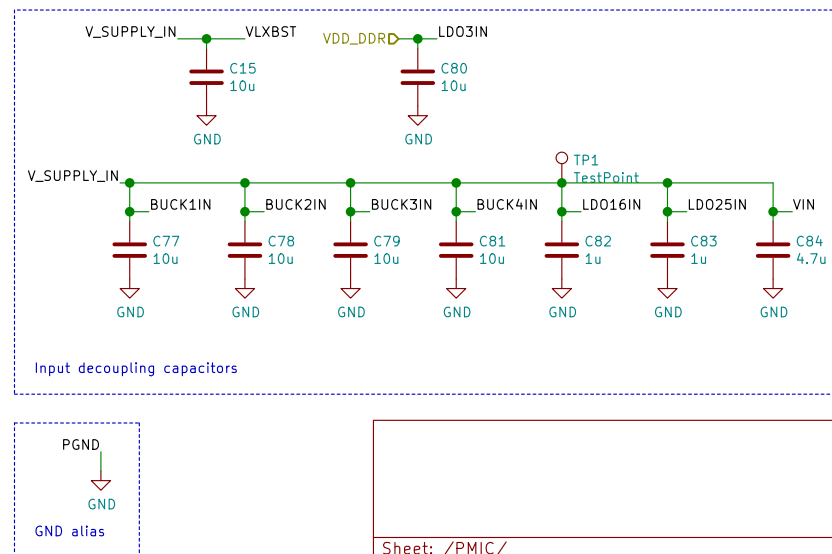 V_SUPPLY_IN VLXBST VDD_DDR LDO3IN
C15 C80
10u 10u
GND GND
TP1
V_SUPPLY_IN TestPoint
BUCK1IN BUCK2IN BUCK3IN BUCK4IN LDO16IN LDO25IN VIN
C77 C78 C79 C81 C82 C83 C84
10u 10u 10u 10u 1u 1u 4.7u
GND GND GND GND GND GND GND
Input decoupling capacitors
PGND
GND
GND alias
Sheet: /PMIC/